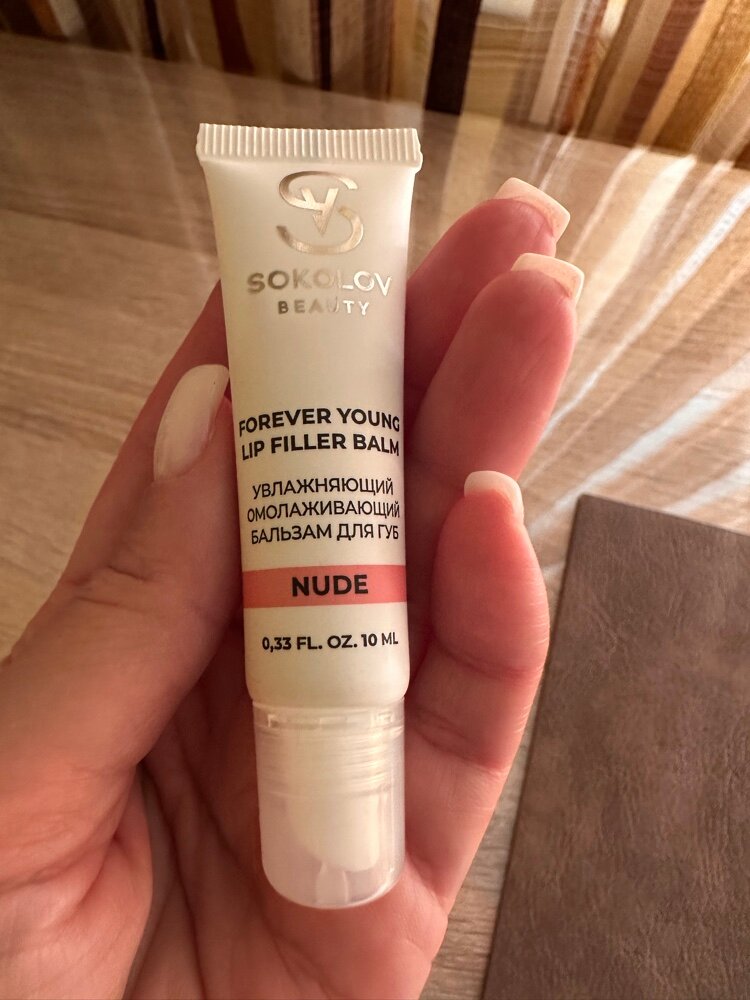 SOKOLOV
BEAUTY
FOREVER YOUNG
LIP FILLER BALM
УВЛАЖНЯЮЩИЙ
ОМОЛАЖИВАЮЩИЙ
БАЛЬЗАМ ДЛЯ ГУБ
NUDE
0,33 FL. OZ. 10 ML